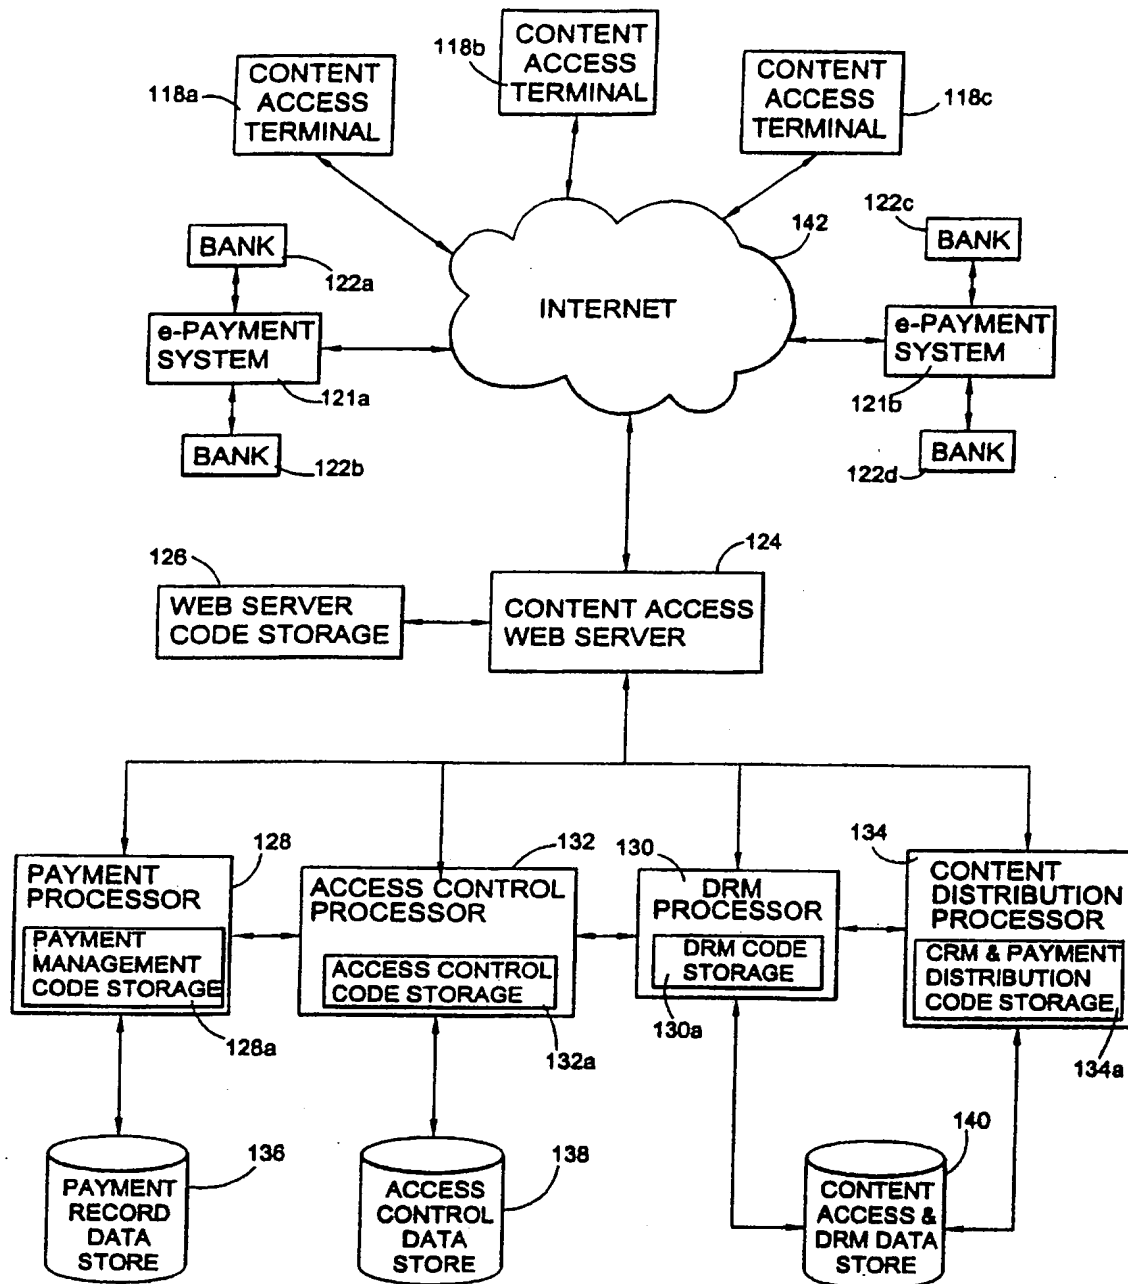 CONTENT
ACCESS
TERMINAL
118a
CONTENT
ACCESS
TERMINAL
118b
CONTENT
ACCESS
TERMINAL
118c
142
INTERNET
BANK
122a
e-PAYMENT
SYSTEM
121a
BANK
122b
122c
BANK
e-PAYMENT
SYSTEM
121b
BANK
122d
126
WEB SERVER
CODE STORAGE
124
CONTENT ACCESS
WEB SERVER
128
PAYMENT
PROCESSOR
PAYMENT
MANAGEMENT
CODE STORAGE
128a
132
ACCESS CONTROL
PROCESSOR
ACCESS CONTROL
CODE STORAGE
132a
130
DRM
PROCESSOR
DRM CODE
STORAGE
130a
134
CONTENT
DISTRIBUTION
PROCESSOR
CRM & PAYMENT
DISTRIBUTION
CODE STORAGE
134a
136
PAYMENT
RECORD
DATA
STORE
138
ACCESS
CONTROL
DATA
STORE
140
CONTENT
ACCESS &
DRM DATA
STORE